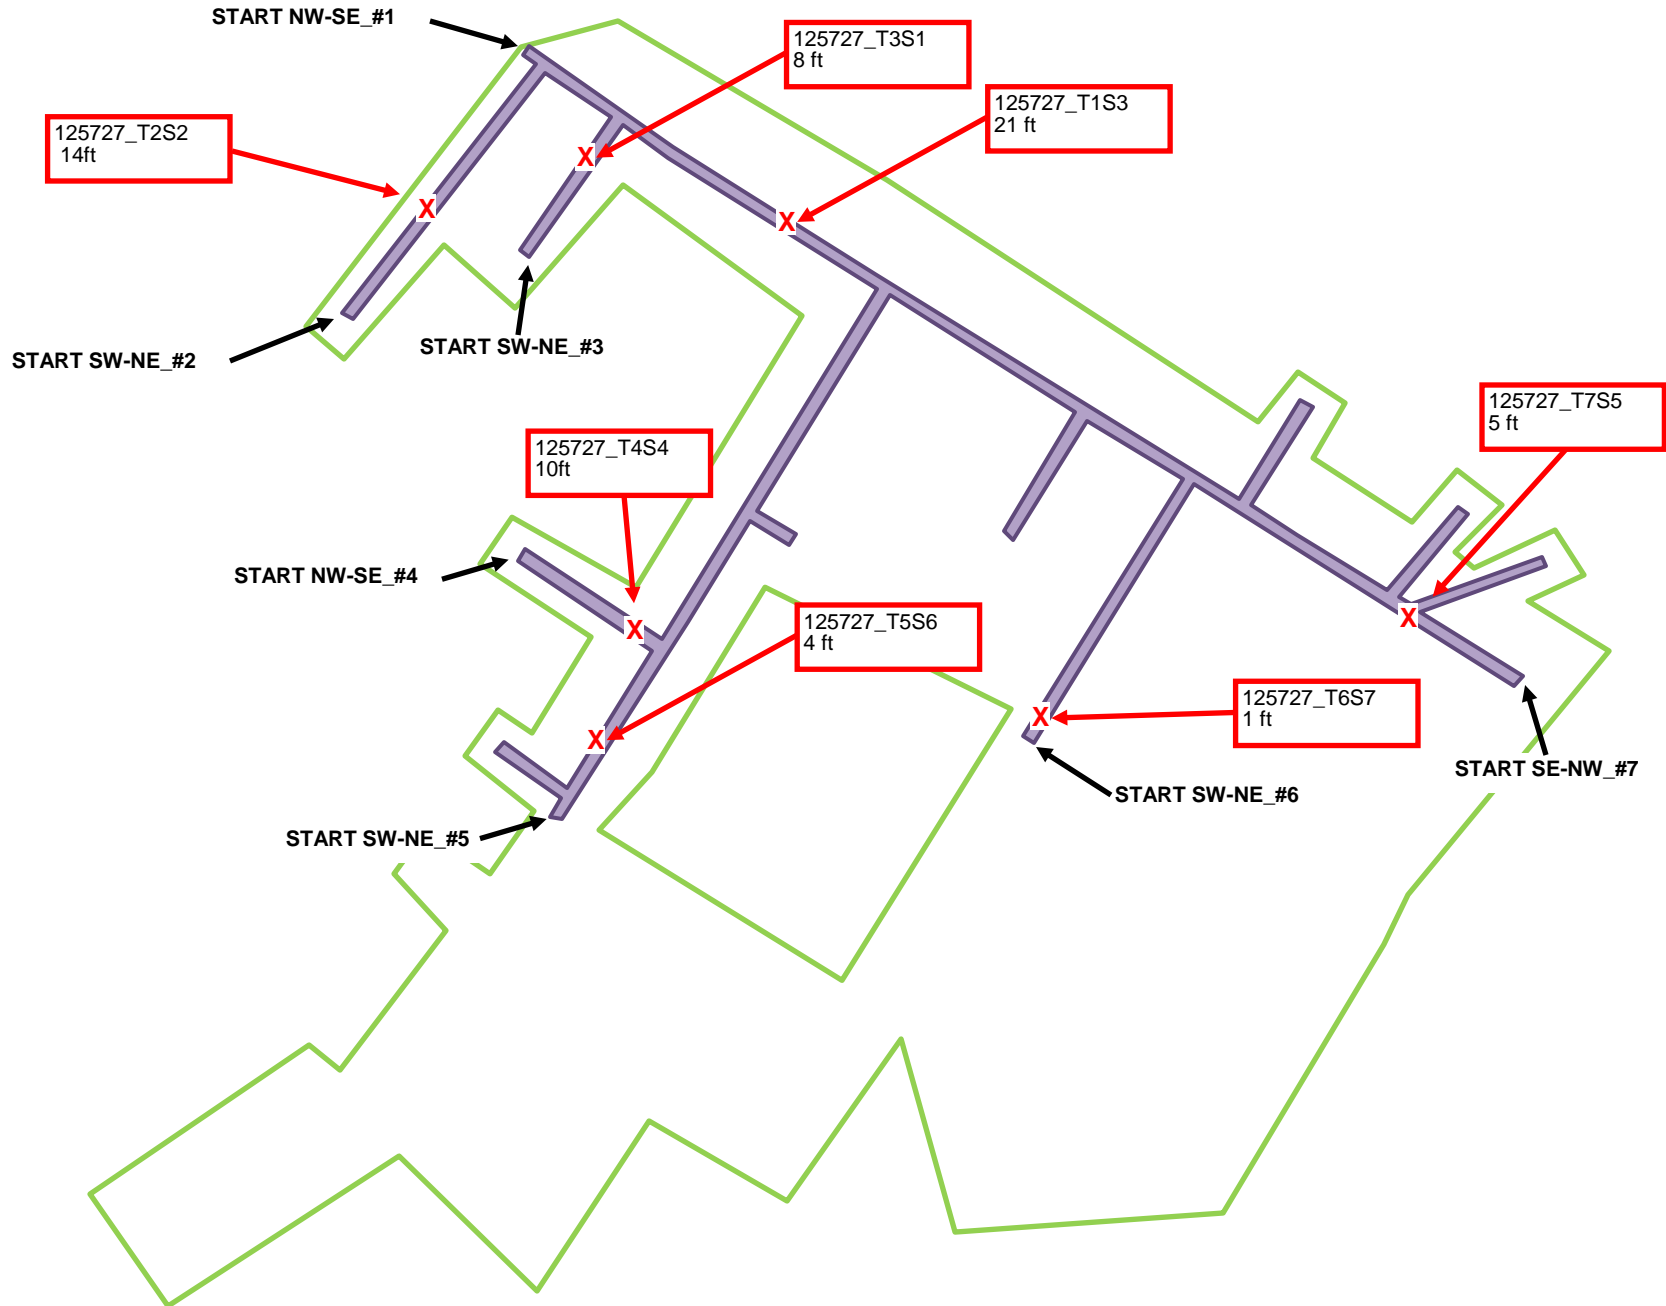 START NW-SE_#1
125727_T3S1
8 ft
125727_T1S3
21 ft
125727_T2S2
14ft
START SW-NE_#3
START SW-NE_#2
125727_T7S5
5 ft
125727_T4S4
10ft
START NW-SE_#4
125727_T5S6
4 ft
125727_T6S7
1 ft
START SE-NW_#7
START SW-NE_#6
START SW-NE_#5
X
X
X
X
X
X
X